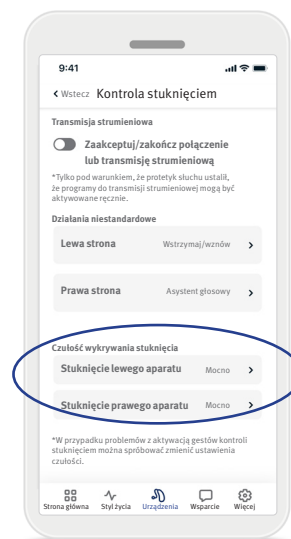 9:41
Wstecz Kontrola stuknięciem
Transmisja strumieniowa
Zaakceptuj/zakończ połączenie
lub transmisję strumieniową
*Tylko pod warunkiem, że protetyk słuchu ustalił,
że programy do transmisji strumieniowej mogą być
aktywowane ręcznie.
Działania niestandardowe
Lewa strona Wstrzymaj/wznów
Prawa strona Asystent głosowy
Czułość wykrywania stuknięcia
Stuknięcie lewego aparatu Mocno
Stuknięcie prawego aparatu Mocno
*W przypadku problemów z aktywacją gestów kontroli
stuknięciem można spróbować zmienić ustawienia
czułości.
Strona główna Styl życia Urządzenia Wsparcie Więcej